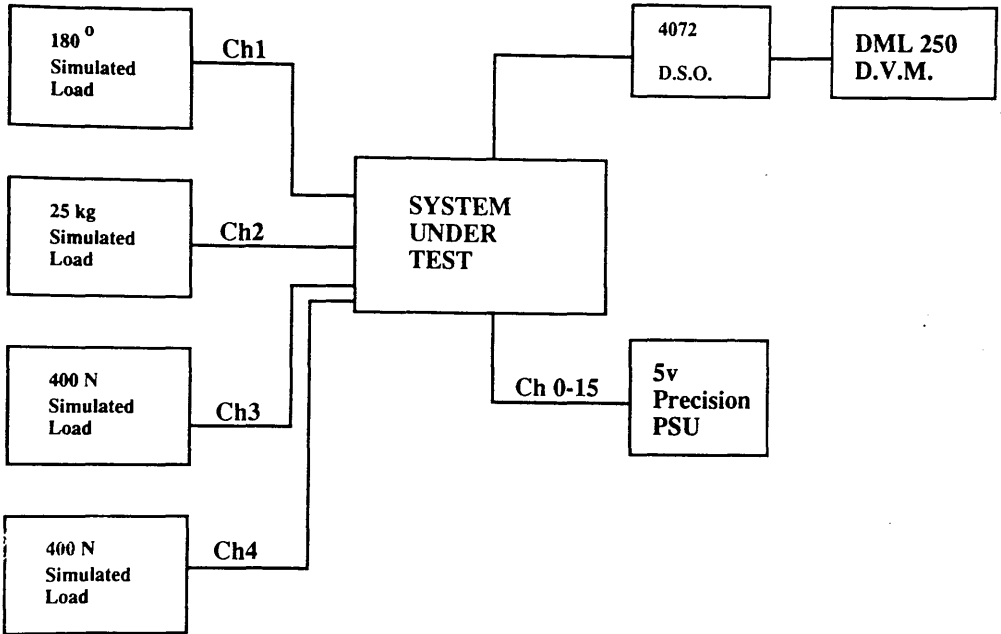 180 o
Simulated
Load
Ch1
25 kg
Simulated
Load
Ch2
400 N
Simulated
Load
Ch3
400 N
Simulated
Load
Ch4
SYSTEM
UNDER
TEST
4072
D.S.O.
DML 250
D.V.M.
Ch 0-15
5v
Precision
PSU